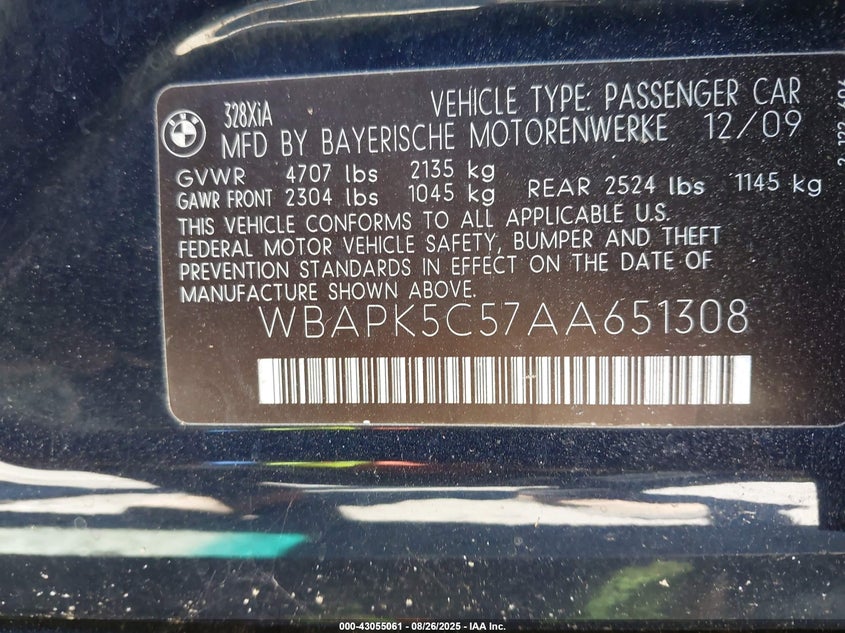 BMW
328XiA
VEHICLE TYPE: PASSENGER CAR
MFD BY BAYERISCHE MOTORENWERKE 12/09
GVWR 4707 lbs 2135 kg
GAWR FRONT 2304 lbs 1045 kg REAR 2524 lbs 1145 kg
THIS VEHICLE CONFORMS TO ALL APPLICABLE U.S.
FEDERAL MOTOR VEHICLE SAFETY, BUMPER AND THEFT
PREVENTION STANDARDS IN EFFECT ON THE DATE OF
MANUFACTURE SHOWN ABOVE.
WBAPK5C57AA651308
000-43055061 - 08/26/2025 - IAA Inc.